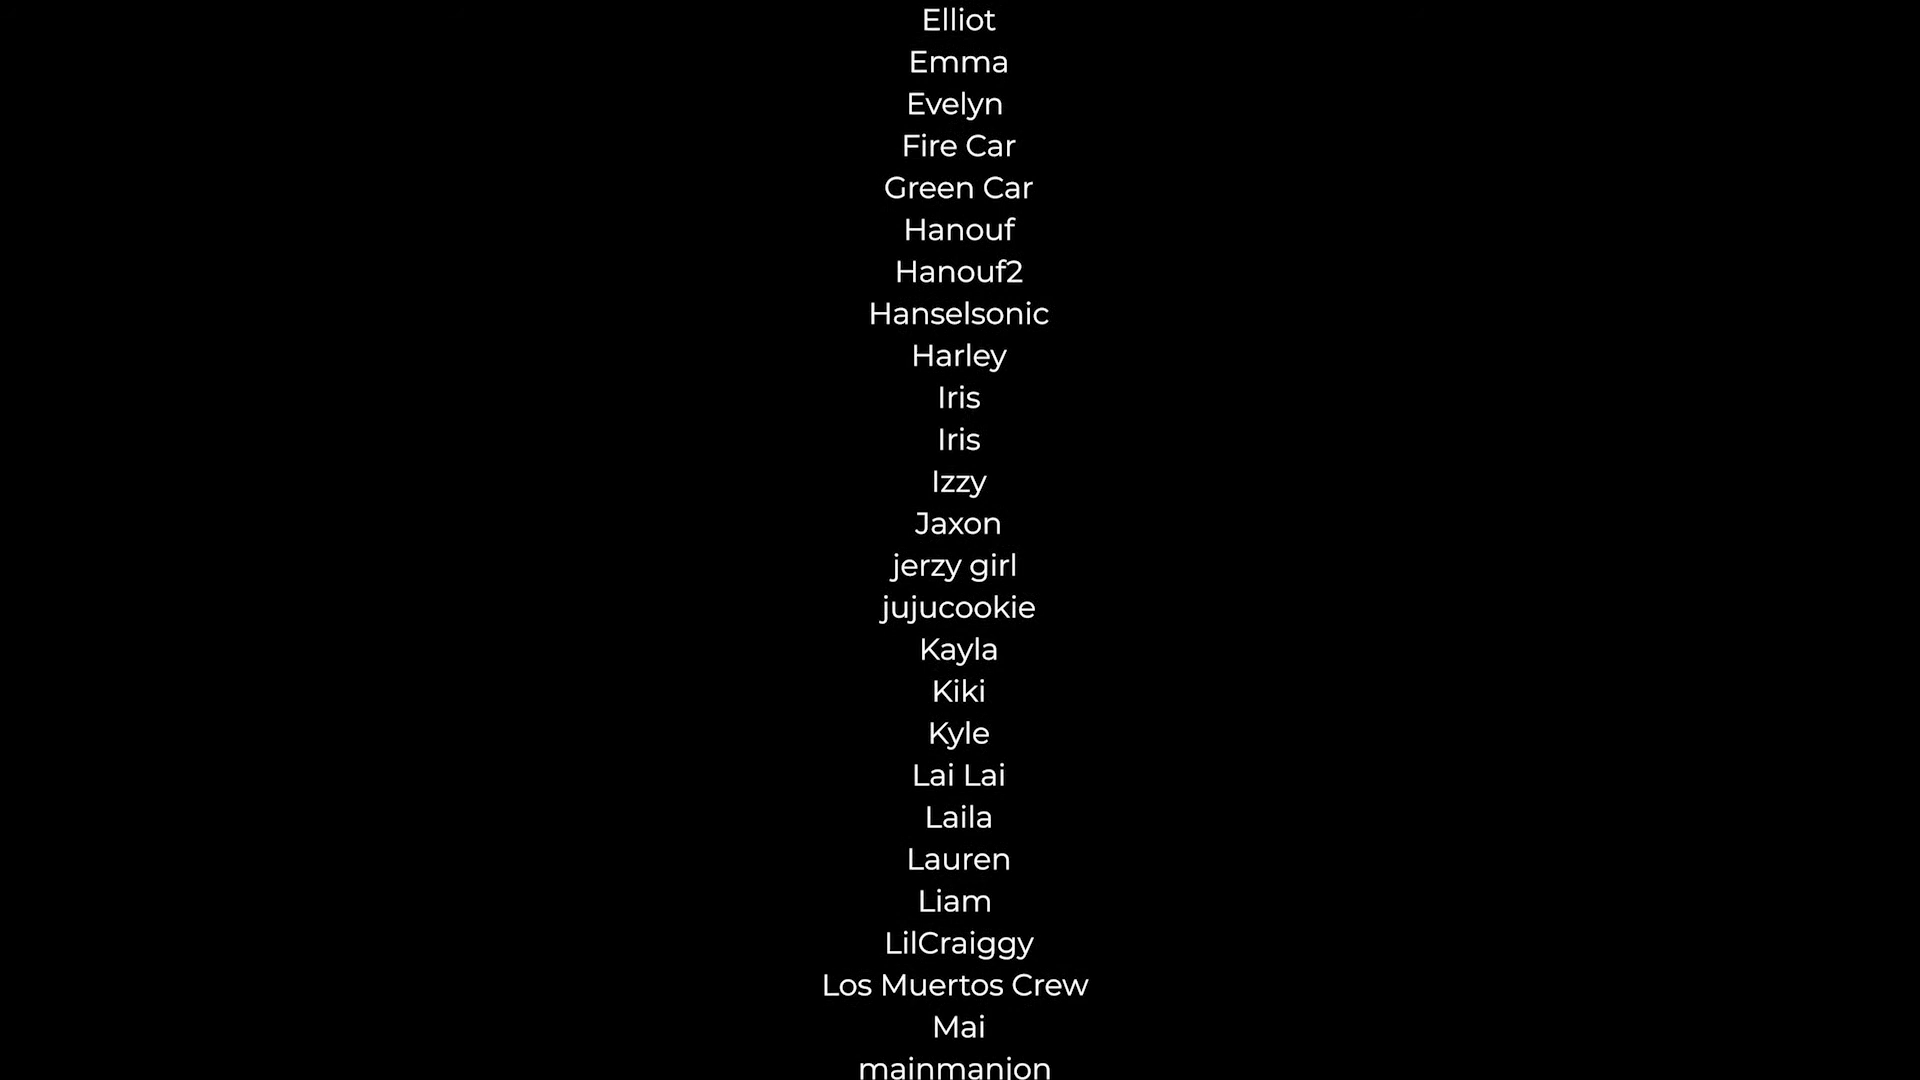 Elliot
Emma
Evelyn
Fire Car
Green Car
Hanouf
Hanouf2
Hanselsonic
Harley
Iris
Iris
Izzy
Jaxon
jerzy girl
jujucookie
Kayla
Kiki
Kyle
Lai Lai
Laila
Lauren
Liam
LilCraiggy
Los Muertos Crew
Mai
mainmanjon